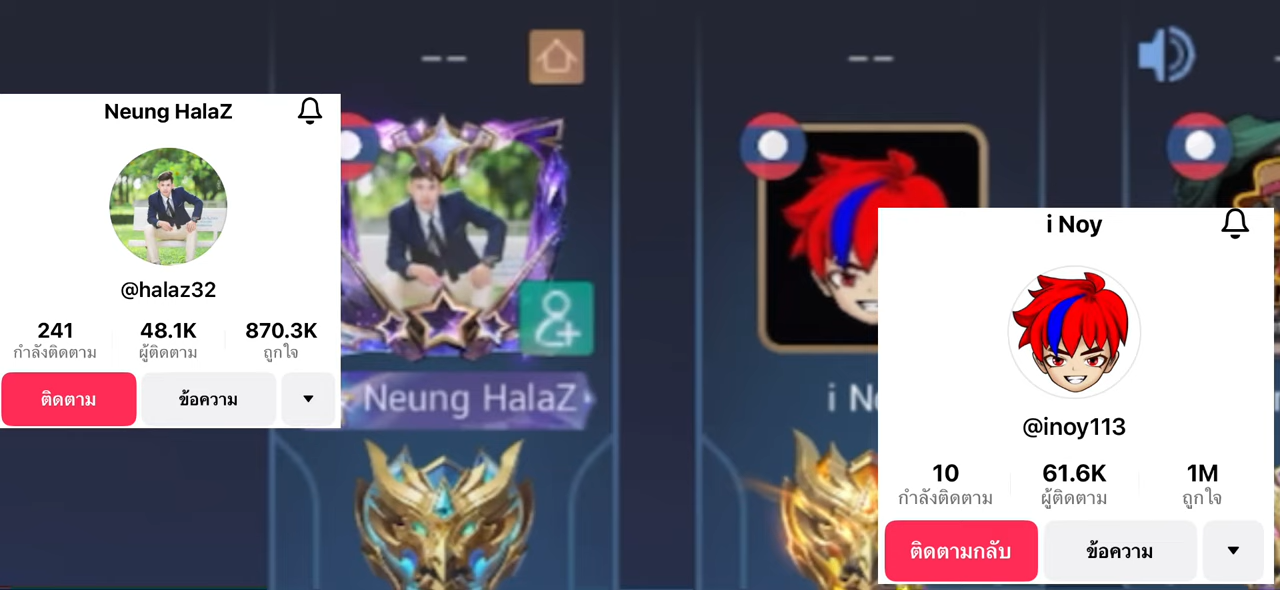 Neung HalaZ
@halaz32
241 48.1K 870.3K
กำลังติดตาม ผู้ติดตาม ถูกใจ
ติดตาม ข้อความ
Neung HalaZ
i Noy
@inoy113
10 61.6K 1M
กำลังติดตาม ผู้ติดตาม ถูกใจ
ติดตามกลับ ข้อความ